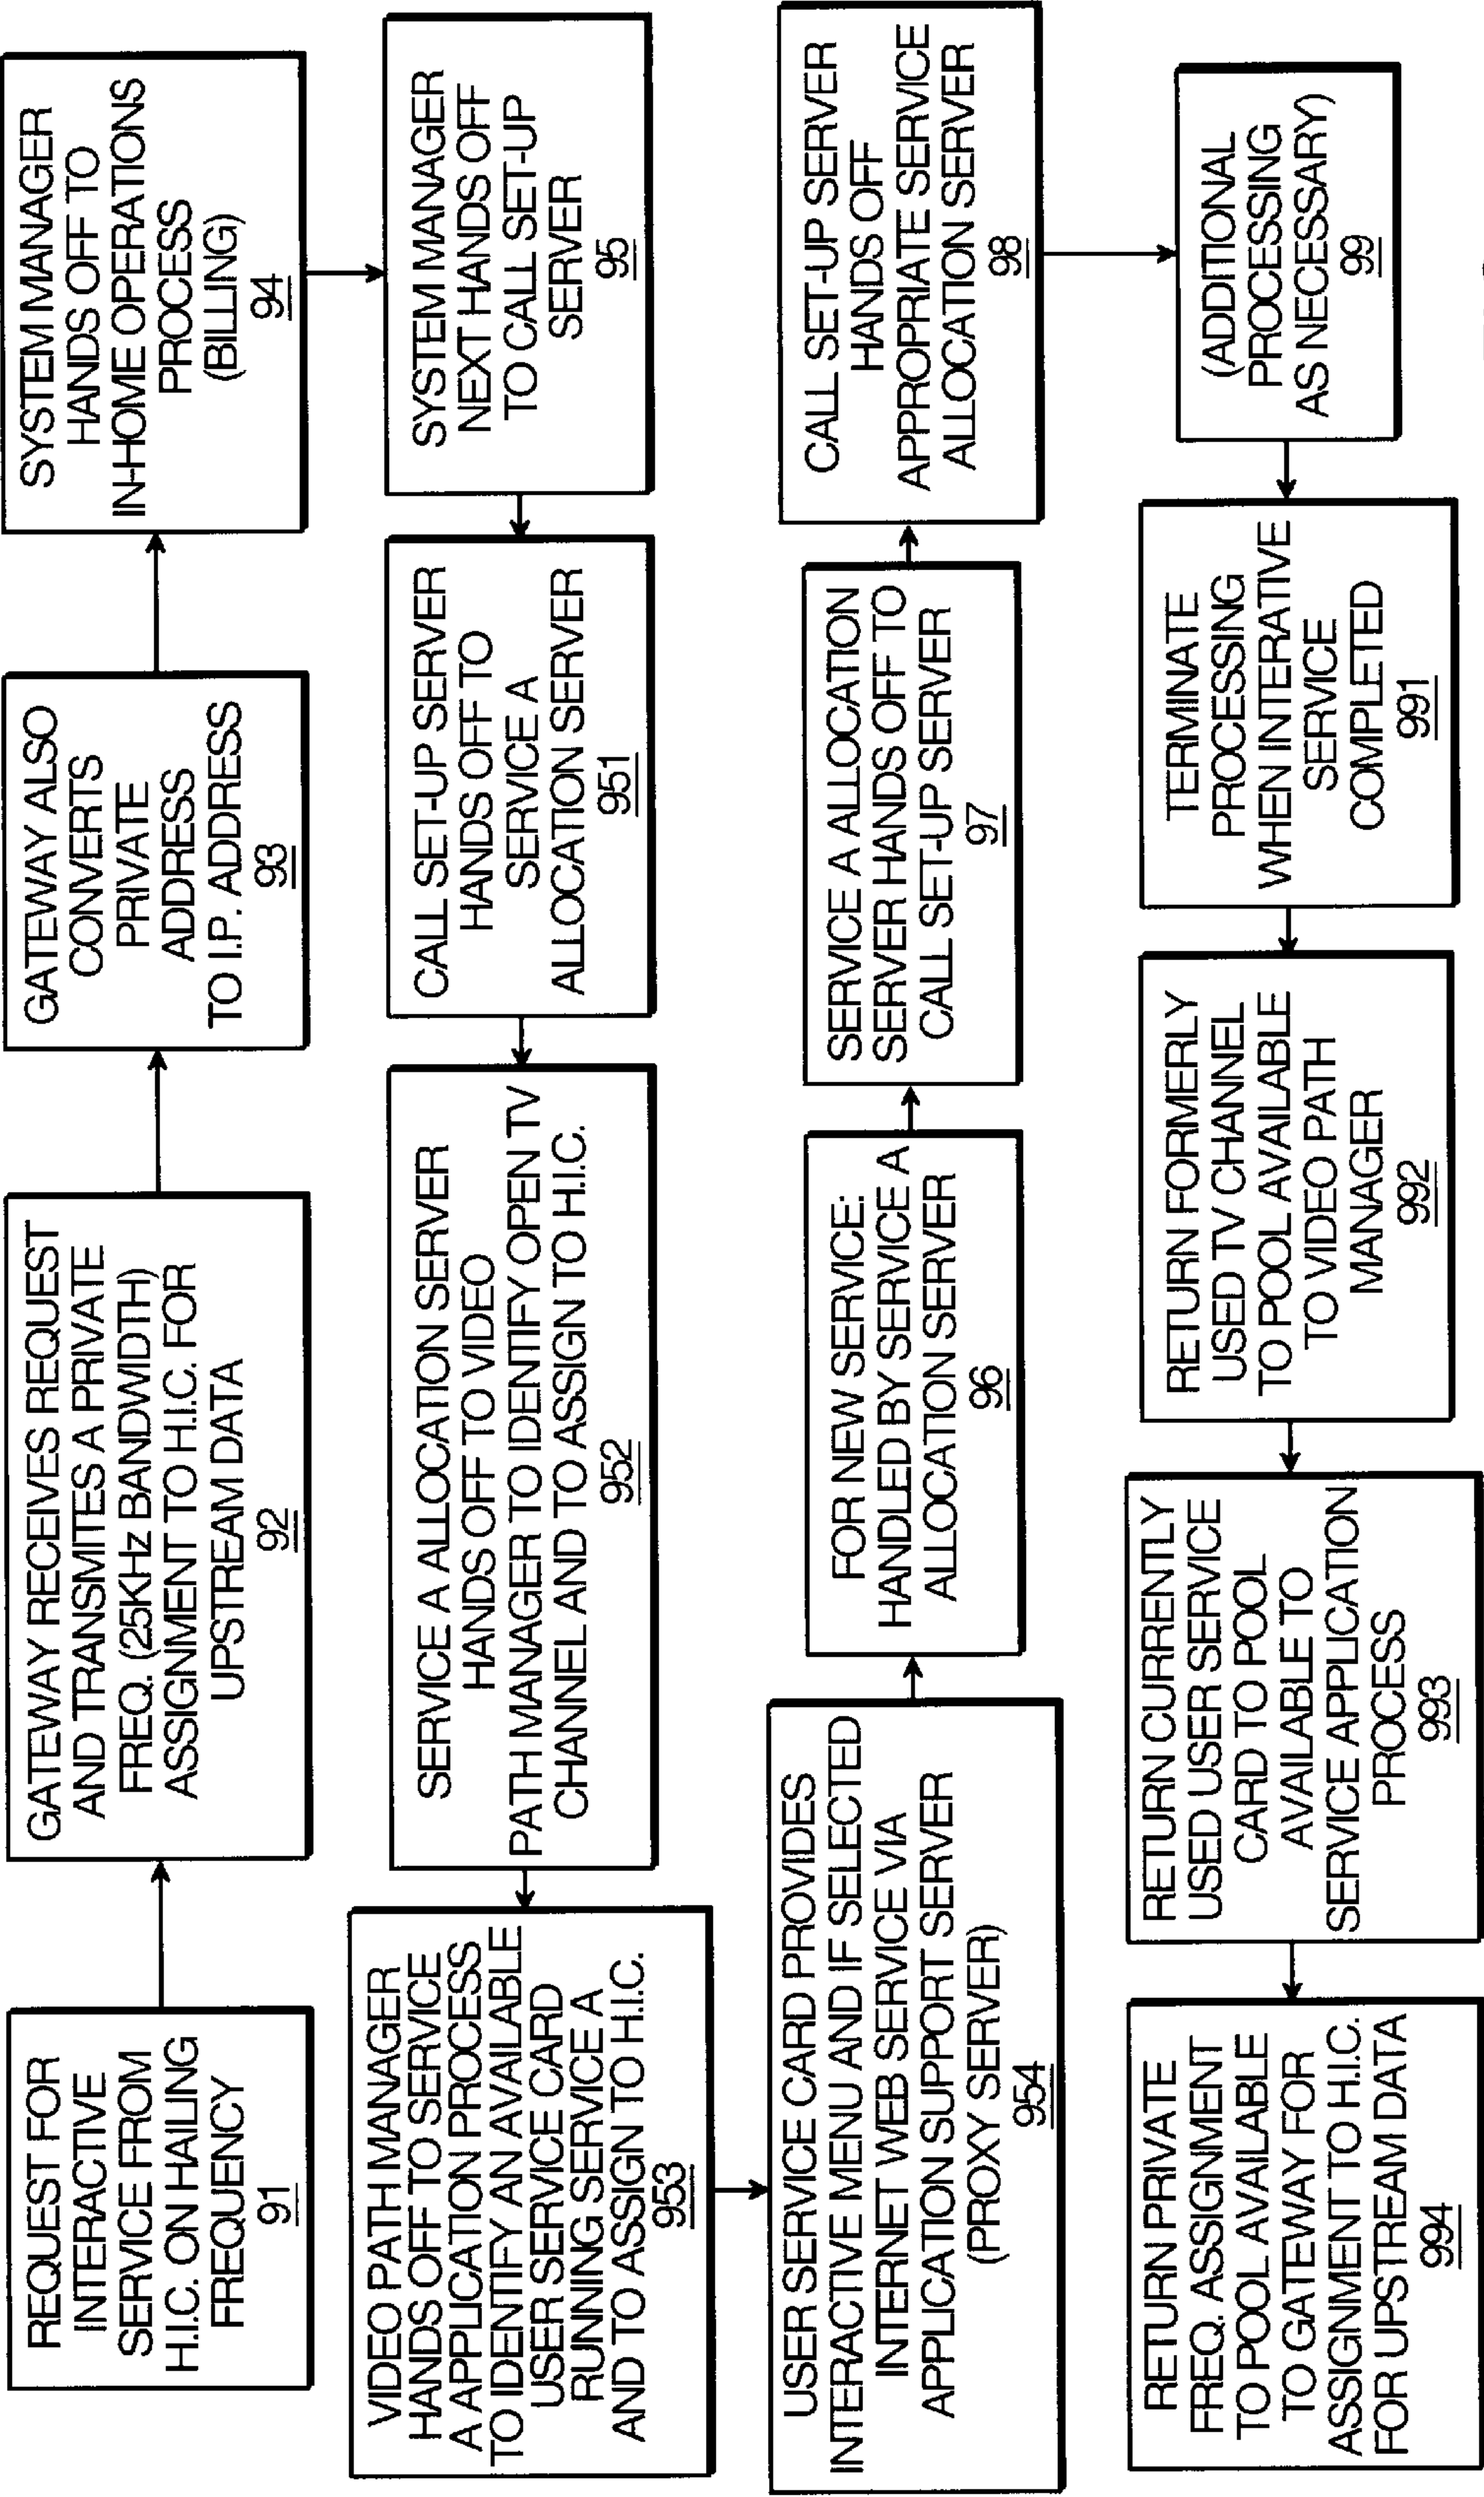 REQUEST FOR
INTERACTIVE
SERVICE FROM
H.I.C. ON HAILING
FREQUENCY
91
GATEWAY RECEIVES REQUEST
AND TRANSMITES A PRIVATE
FREQ. (25KHz BANDWIDTH)
ASSIGNMENT TO H.I.C. FOR
UPSTREAM DATA
92
GATEWAY ALSO
CONVERTS
PRIVATE
ADDRESS
TO I.P. ADDRESS
93
SYSTEM MANAGER
HANDS OFF TO
IN-HOME OPERATIONS
PROCESS
(BILLING)
94
SYSTEM MANAGER
NEXT HANDS OFF
TO CALL SET-UP
SERVER
95
CALL SET-UP SERVER
HANDS OFF TO
SERVICE A
ALLOCATION SERVER
951
SERVICE A ALLOCATION SERVER
HANDS OFF TO VIDEO
PATH MANAGER TO IDENTIFY OPEN TV
CHANNEL AND TO ASSIGN TO H.I.C.
952
VIDEO PATH MANAGER
HANDS OFF TO SERVICE
A APPLICATION PROCESS
TO IDENTIFY AN AVAILABLE
USER SERVICE CARD
RUNNING SERVICE A
AND TO ASSIGN TO H.I.C.
953
USER SERVICE CARD PROVIDES
INTERACTIVE MENU AND IF SELECTED
INTERNET WEB SERVICE VIA
APPLICATION SUPPORT SERVER
(PROXY SERVER)
954
FOR NEW SERVICE:
HANDLED BY SERVICE A
ALLOCATION SERVER
96
SERVICE A ALLOCATION
SERVER HANDS OFF TO
CALL SET-UP SERVER
97
CALL SET-UP SERVER
HANDS OFF
APPROPRIATE SERVICE
ALLOCATION SERVER
98
(ADDITIONAL
PROCESSING
AS NECESSARY)
99
TERMINATE
PROCESSING
WHEN INTERATIVE
SERVICE
COMPLETED
991
RETURN FORMERLY
USED TV CHANNEL
TO POOL AVAILABLE
TO VIDEO PATH
MANAGER
992
RETURN CURRENTLY
USED USER SERVICE
CARD TO POOL
AVAILABLE TO
SERVICE APPLICATION
PROCESS
993
RETURN PRIVATE
FREQ. ASSIGNMENT
TO POOL AVAILABLE
TO GATEWAY FOR
ASSIGNMENT TO H.I.C.
FOR UPSTREAM DATA
994